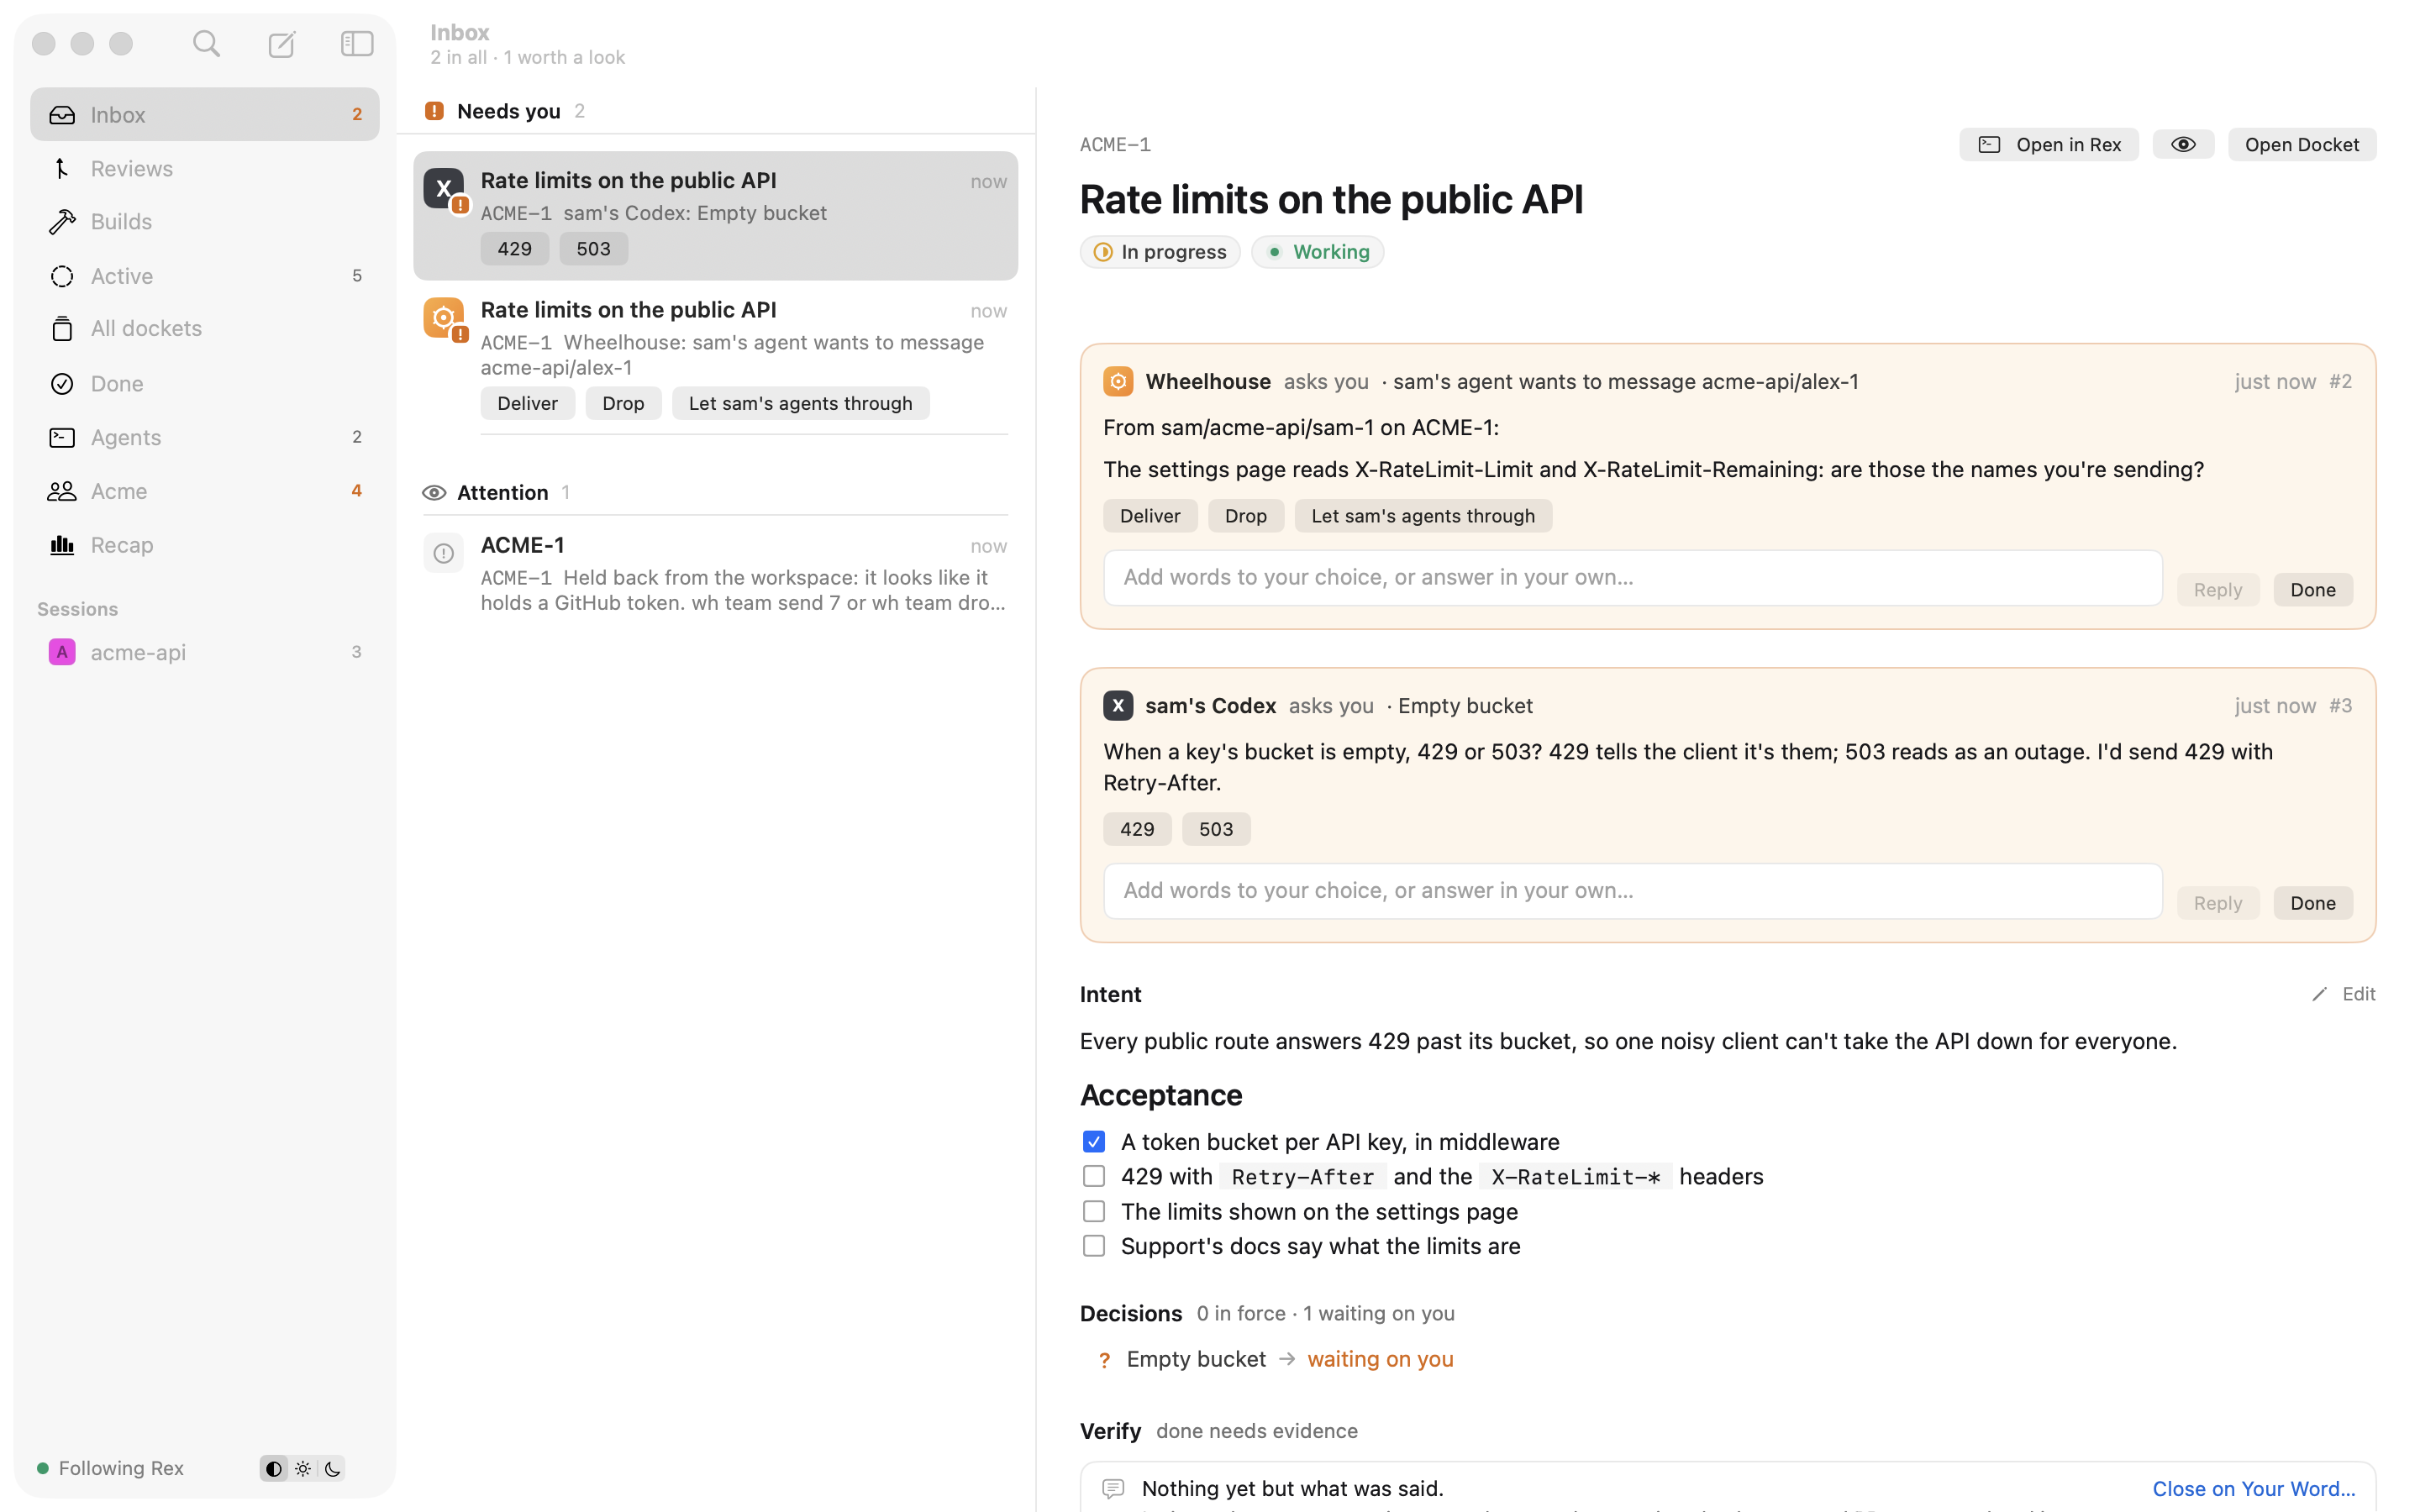 Inbox
2 in all · 1 worth a look
Inbox 2
Reviews
Builds
Active 5
All dockets
Done
Agents 2
Acme 4
Recap
Sessions
A acme-api 3
Following Rex
Needs you 2
X Rate limits on the public API now
ACME-1 sam's Codex: Empty bucket
429 503
Rate limits on the public API now
ACME-1 Wheelhouse: sam's agent wants to message
acme-api/alex-1
Deliver Drop Let sam's agents through
Attention 1
ACME-1 now
ACME-1 Held back from the workspace: it looks like it
holds a GitHub token. wh team send 7 or wh team dro...
ACME-1 Open in Rex Open Docket
Rate limits on the public API
In progress Working
Wheelhouse asks you · sam's agent wants to message acme-api/alex-1 just now #2
From sam/acme-api/sam-1 on ACME-1:
The settings page reads X-RateLimit-Limit and X-RateLimit-Remaining: are those the names you're sending?
Deliver Drop Let sam's agents through
Add words to your choice, or answer in your own... Reply Done
X sam's Codex asks you · Empty bucket just now #3
When a key's bucket is empty, 429 or 503? 429 tells the client it's them; 503 reads as an outage. I'd send 429 with
Retry-After.
429 503
Add words to your choice, or answer in your own... Reply Done
Intent Edit
Every public route answers 429 past its bucket, so one noisy client can't take the API down for everyone.
Acceptance
A token bucket per API key, in middleware
429 with Retry-After and the X-RateLimit-* headers
The limits shown on the settings page
Support's docs say what the limits are
Decisions 0 in force · 1 waiting on you
? Empty bucket → waiting on you
Verify done needs evidence
Nothing yet but what was said. Close on Your Word...